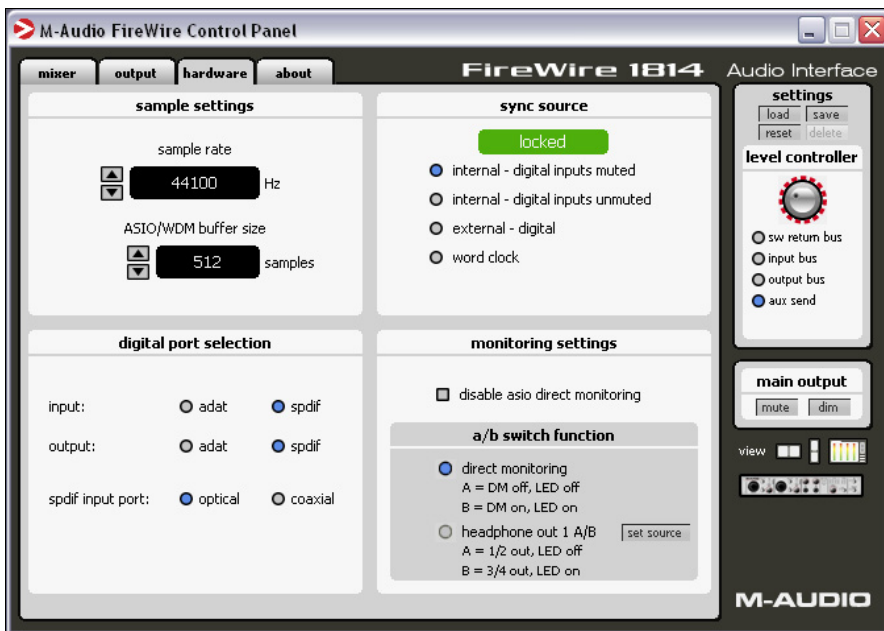 M-Audio FireWire Control Panel
mixer output hardware about
FireWire 1814 Audio Interface
sample settings
sample rate
44100 Hz
ASIO/WDM buffer size
512 samples
sync source
locked
internal - digital inputs muted
internal - digital inputs unmuted
external - digital
word clock
digital port selection
input: adat spdif
output: adat spdif
spdif input port: optical coaxial
monitoring settings
disable asio direct monitoring
a/b switch function
direct monitoring
A = DM off, LED off
B = DM on, LED on
headphone out 1 A/B set source
A = 1/2 out, LED off
B = 3/4 out, LED on
settings
load save
reset delete
level controller
sw return bus
input bus
output bus
aux send
main output
mute dim
view
M-AUDIO